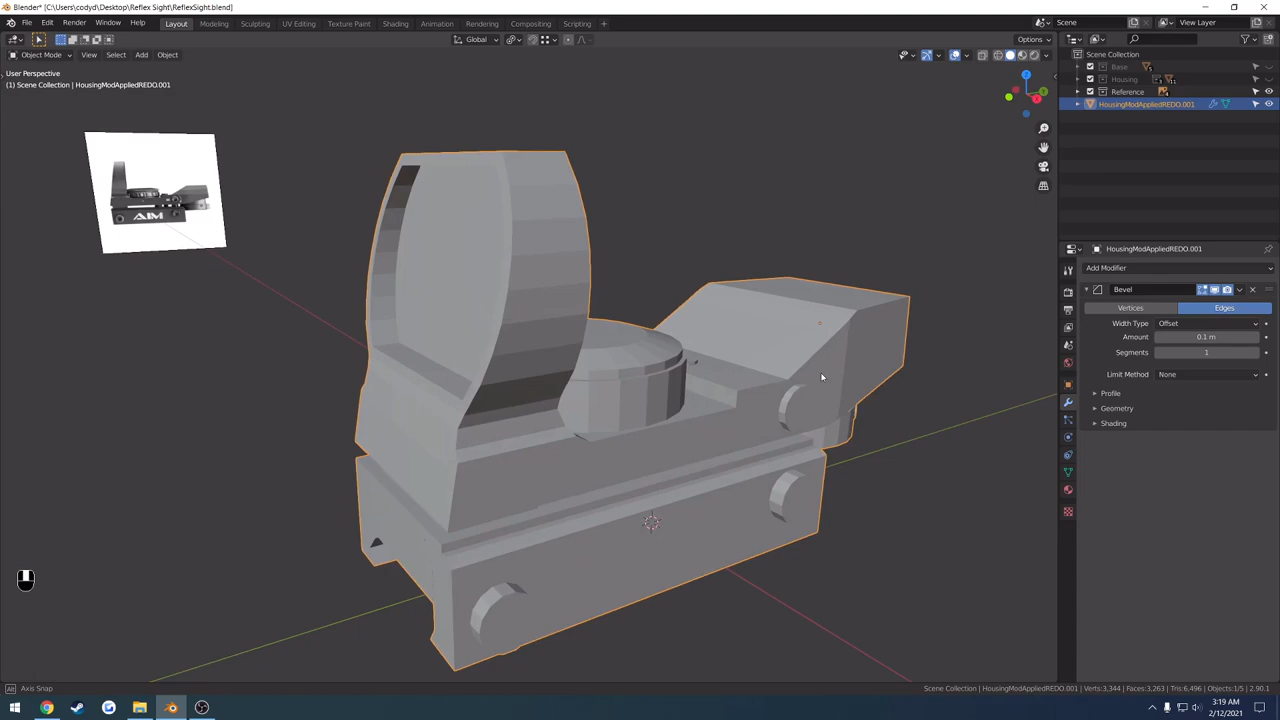 Blender* [C:\Users\codyd\Desktop\Reflex Sight\ReflexSight.blend]
File Edit Render Window Help Layout Modeling Sculpting UV Editing Texture Paint Shading Animation Rendering Compositing Scripting + Scene View Layer
Global Options
Object Mode View Select Add Object
User Perspective
(1) Scene Collection | HousingModAppliedREDO.001
Scene Collection
Base 5
Housing 3 11
Reference 4
HousingModAppliedREDO.001
HousingModAppliedREDO.001
Add Modifier
Bevel
Vertices Edges
Width Type Offset
Amount 0.1 m
Segments 1
Limit Method None
Profile
Geometry
Shading
AIM
X
Y
Z
Alt Axis Snap
Scene Collection | HousingModAppliedREDO.001 | Verts:3,344 | Faces:3,263 | Tris:6,496 | Objects:1/5 | 2.90.1
3:19 AM
2/12/2021